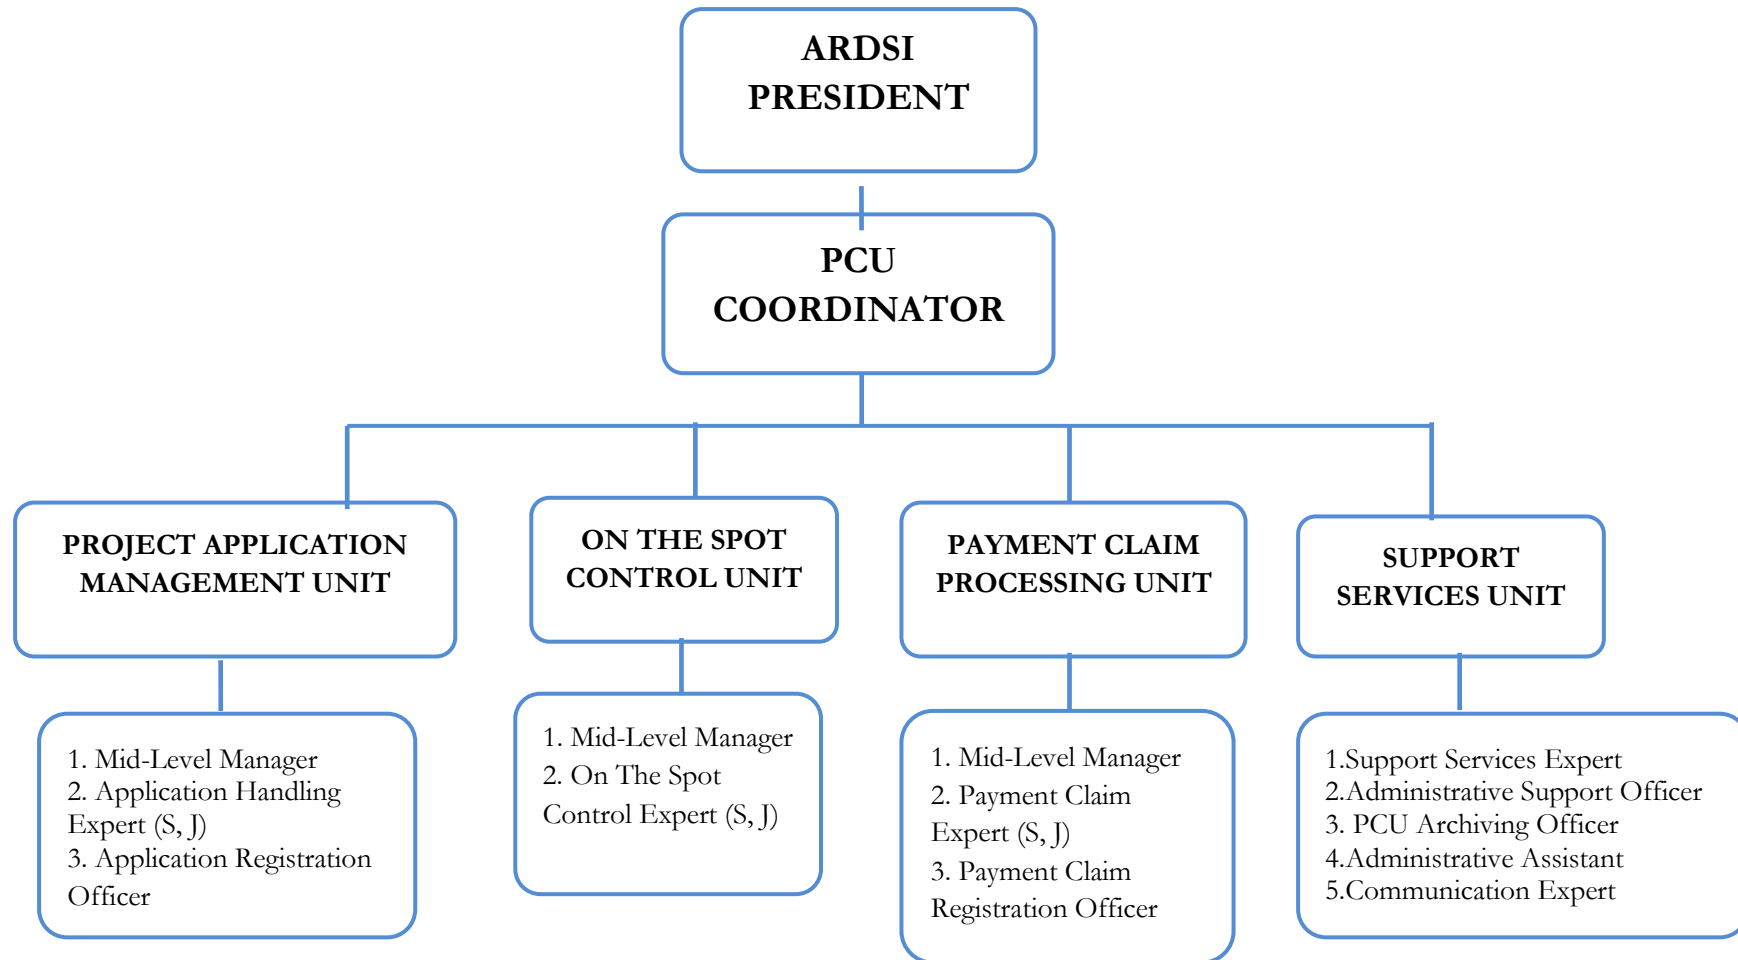 ARDSI
PRESIDENT
PCU
COORDINATOR
PROJECT APPLICATION
MANAGEMENT UNIT
ON THE SPOT
CONTROL UNIT
PAYMENT CLAIM
PROCESSING UNIT
SUPPORT
SERVICES UNIT
1. Mid-Level Manager
2. Application Handling
Expert (S, J)
3. Application Registration
Officer
1. Mid-Level Manager
2. On The Spot
Control Expert (S, J)
1. Mid-Level Manager
2. Payment Claim
Expert (S, J)
3. Payment Claim
Registration Officer
1.Support Services Expert
2.Administrative Support Officer
3. PCU Archiving Officer
4.Administrative Assistant
5.Communication Expert